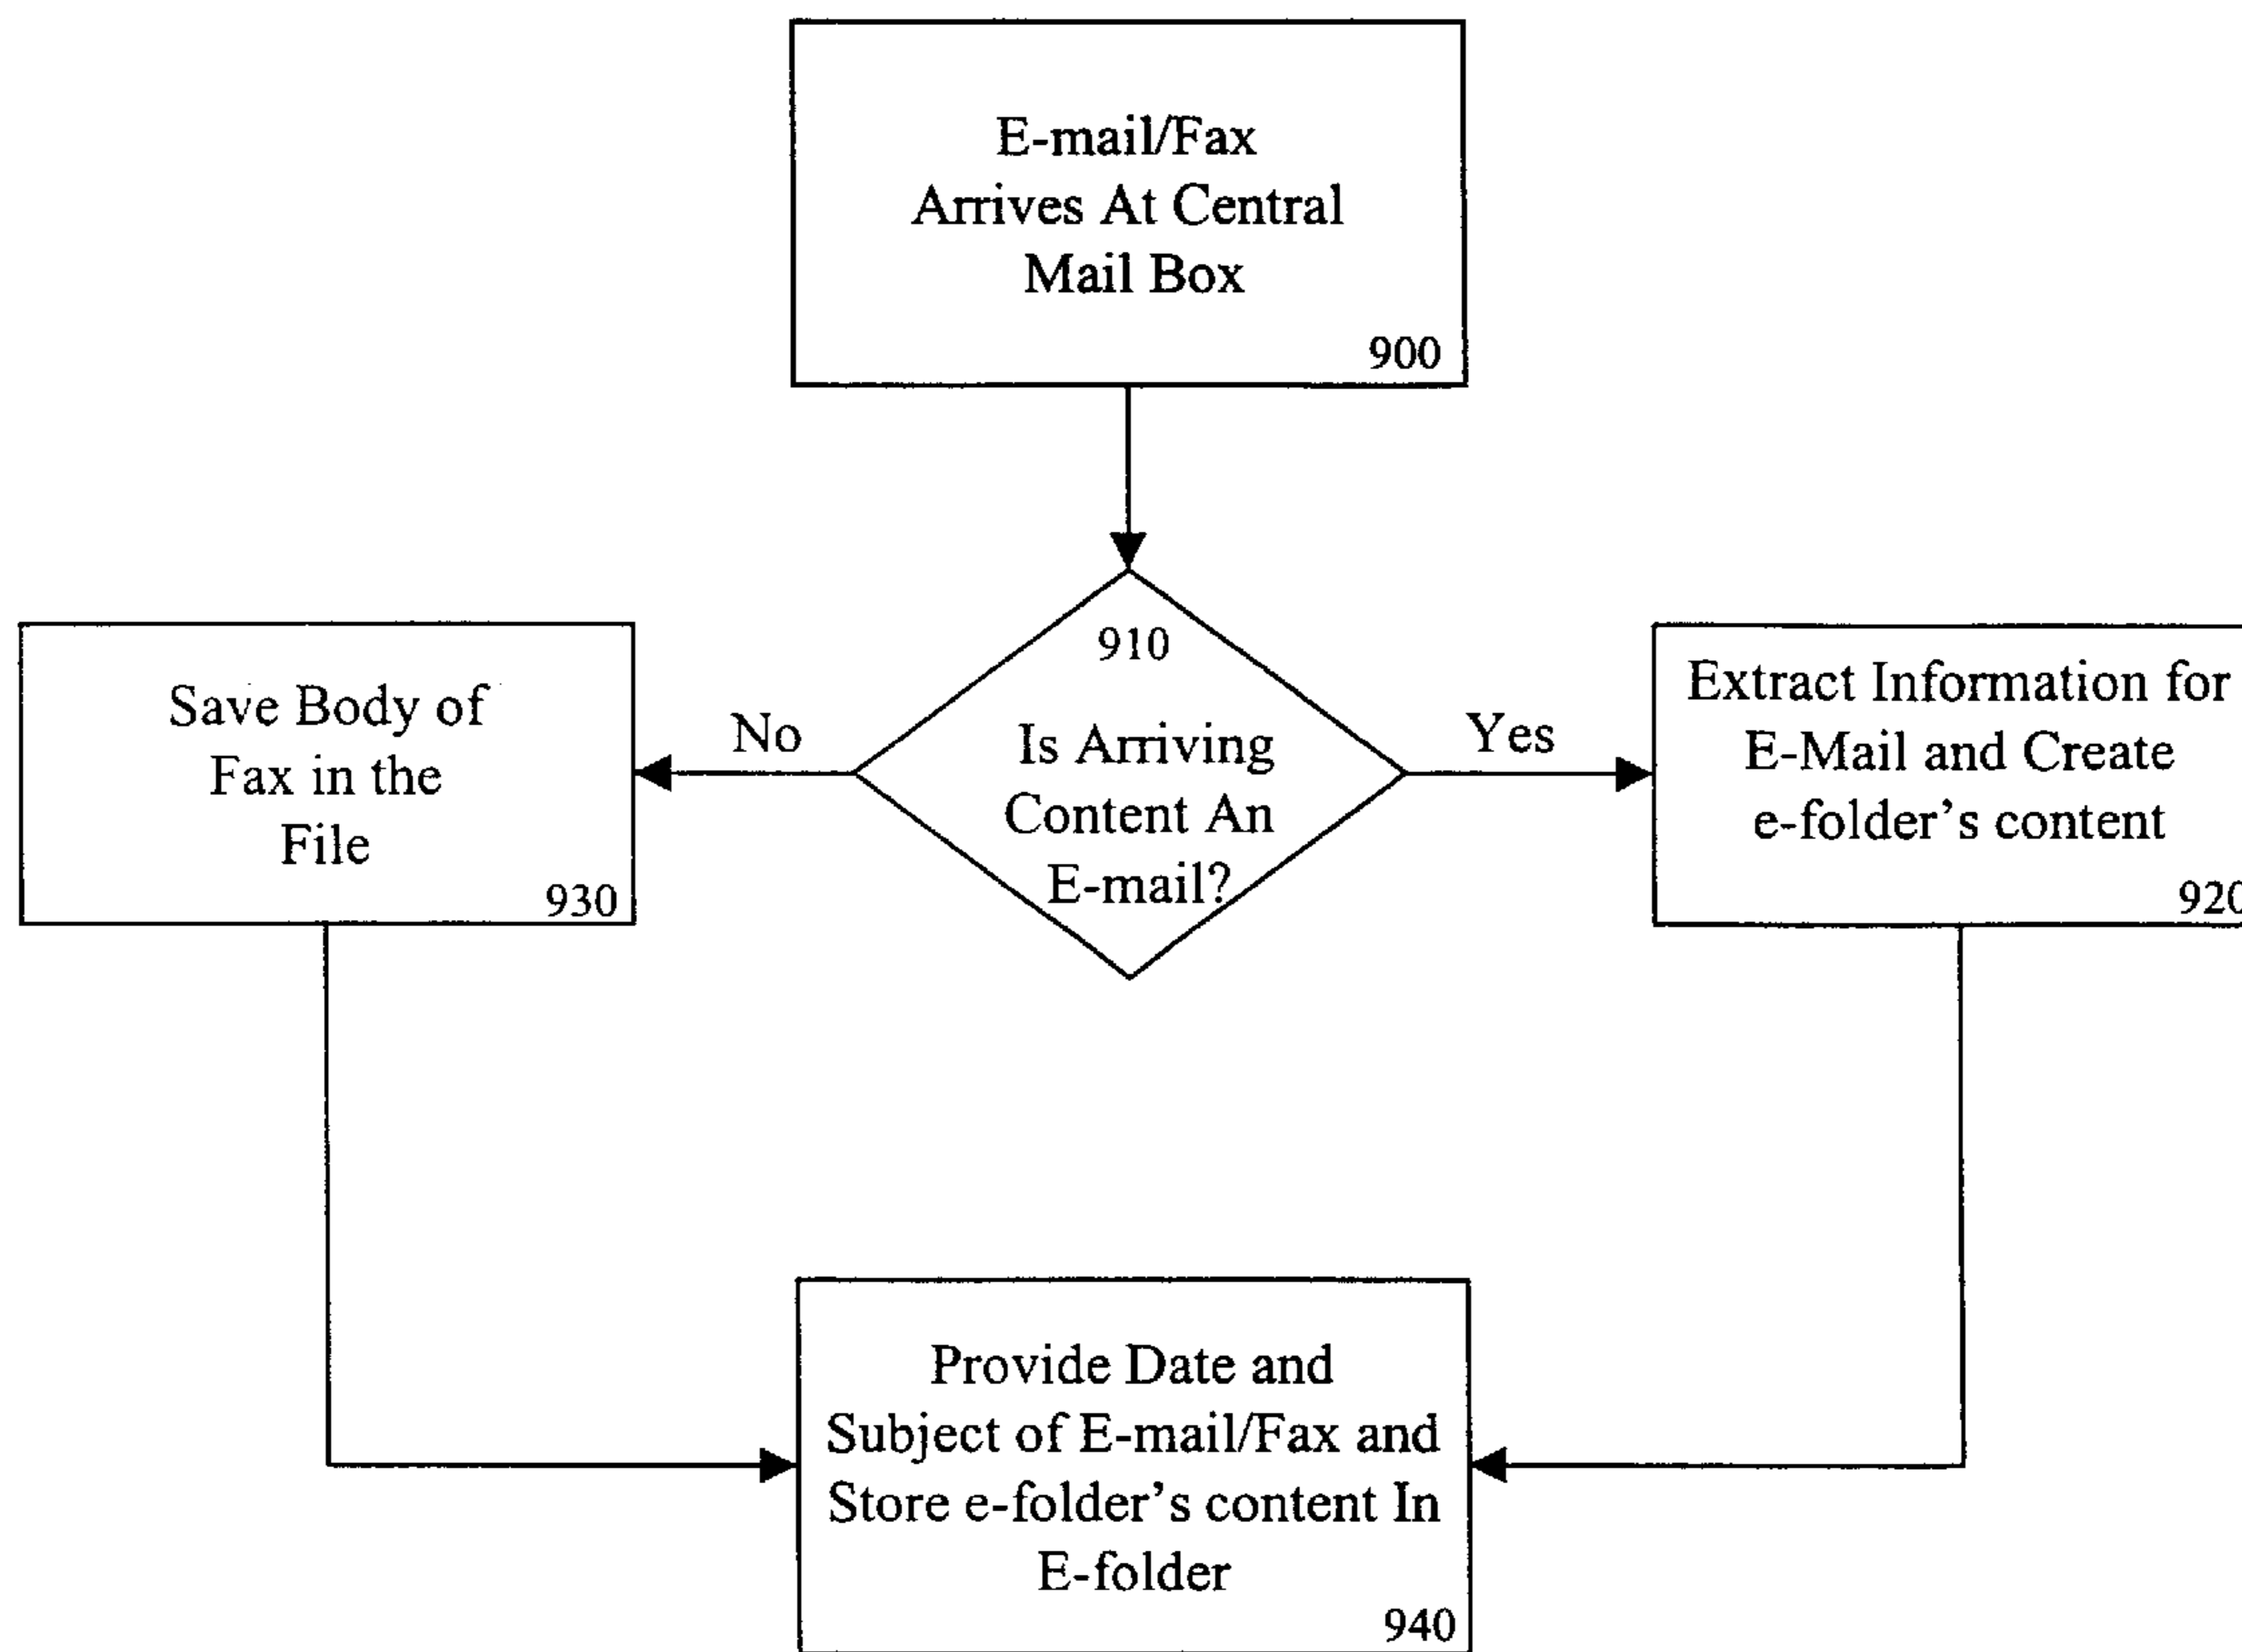 E-mail/Fax
Arrives At Central
Mail Box
900
910
Is Arriving
Content An
E-mail?
No
Yes
Save Body of
Fax in the
File
930
Extract Information for
E-Mail and Create
e-folder's content
920
Provide Date and
Subject of E-mail/Fax and
Store e-folder's content In
E-folder
940